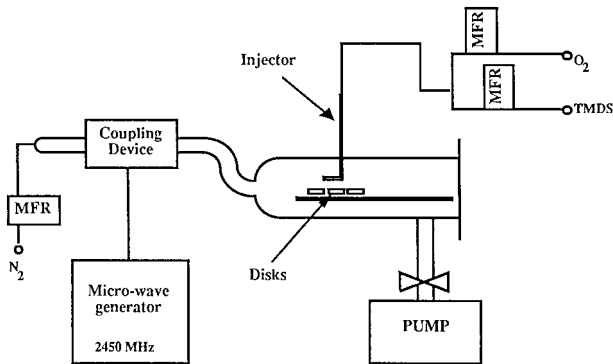 MFR
O2
Injector
MFR
TMDS
Coupling
Device
MFR
N2
Disks
Micro-wave
generator
2450 MHz
PUMP